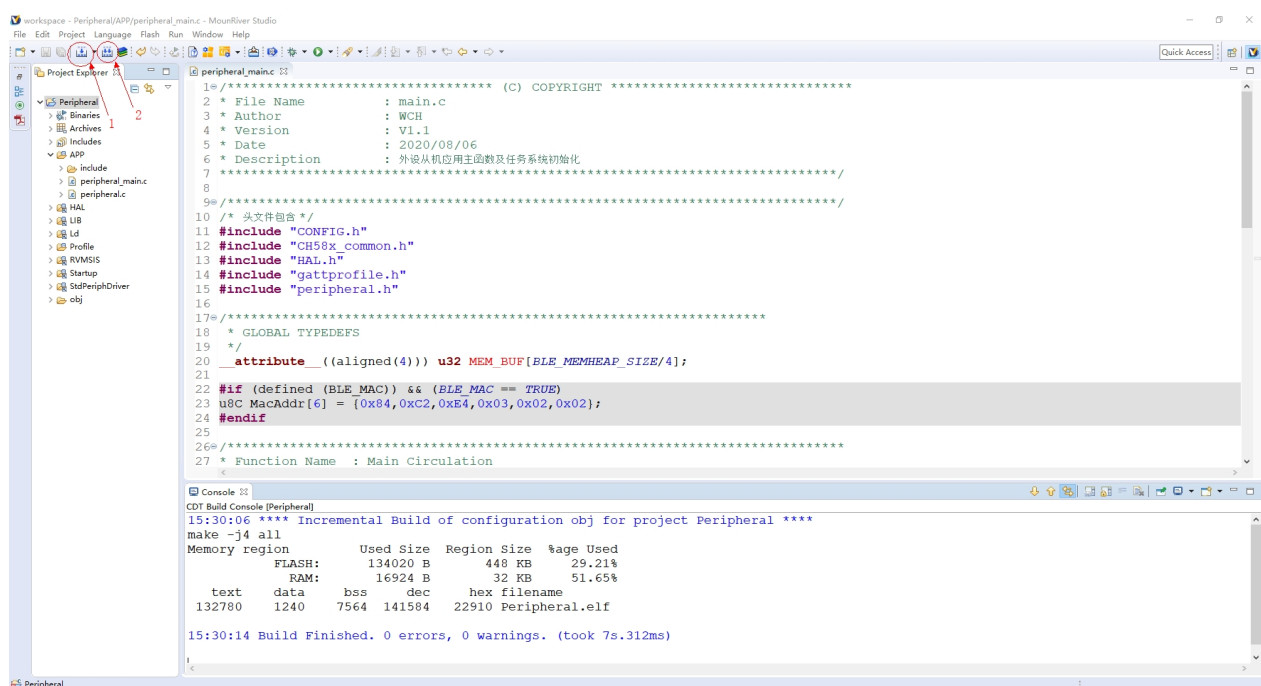 workspace - Peripheral/APP/peripheral_main.c - MounRiver Studio
File Edit Project Language Flash Run Window Help
Quick Access
Project Explorer
Peripheral
Binaries
Archives
Includes
APP
include
peripheral_main.c
peripheral.c
HAL
LIB
Ld
Profile
RVMSIS
Startup
StdPeriphDriver
obj
1
2
peripheral_main.c
1 /********************************** (C) COPYRIGHT *******************************
2 * File Name : main.c
3 * Author : WCH
4 * Version : V1.1
5 * Date : 2020/08/06
6 * Description : 外设从机应用主函数及任务系统初始化
7 *******************************************************************************/
8
9 /******************************************************************************/
10 /* 头文件包含 */
11 #include "CONFIG.h"
12 #include "CH58x_common.h"
13 #include "HAL.h"
14 #include "gattprofile.h"
15 #include "peripheral.h"
16
17 /*********************************************************************
18 * GLOBAL TYPEDEFS
19 */
20 __attribute__((aligned(4))) u32 MEM_BUF[BLE_MEMHEAP_SIZE/4];
21
22 #if (defined (BLE_MAC)) && (BLE_MAC == TRUE)
23 u8C MacAddr[6] = {0x84,0xC2,0xE4,0x03,0x02,0x02};
24 #endif
25
26 /*******************************************************************************
27 * Function Name : Main Circulation
Console
CDT Build Console [Peripheral]
15:30:06 **** Incremental Build of configuration obj for project Peripheral ****
make -j4 all
Memory region Used Size Region Size %age Used
FLASH: 134020 B 448 KB 29.21%
RAM: 16924 B 32 KB 51.65%
text data bss dec hex filename
132780 1240 7564 141584 22910 Peripheral.elf
15:30:14 Build Finished. 0 errors, 0 warnings. (took 7s.312ms)
Peripheral